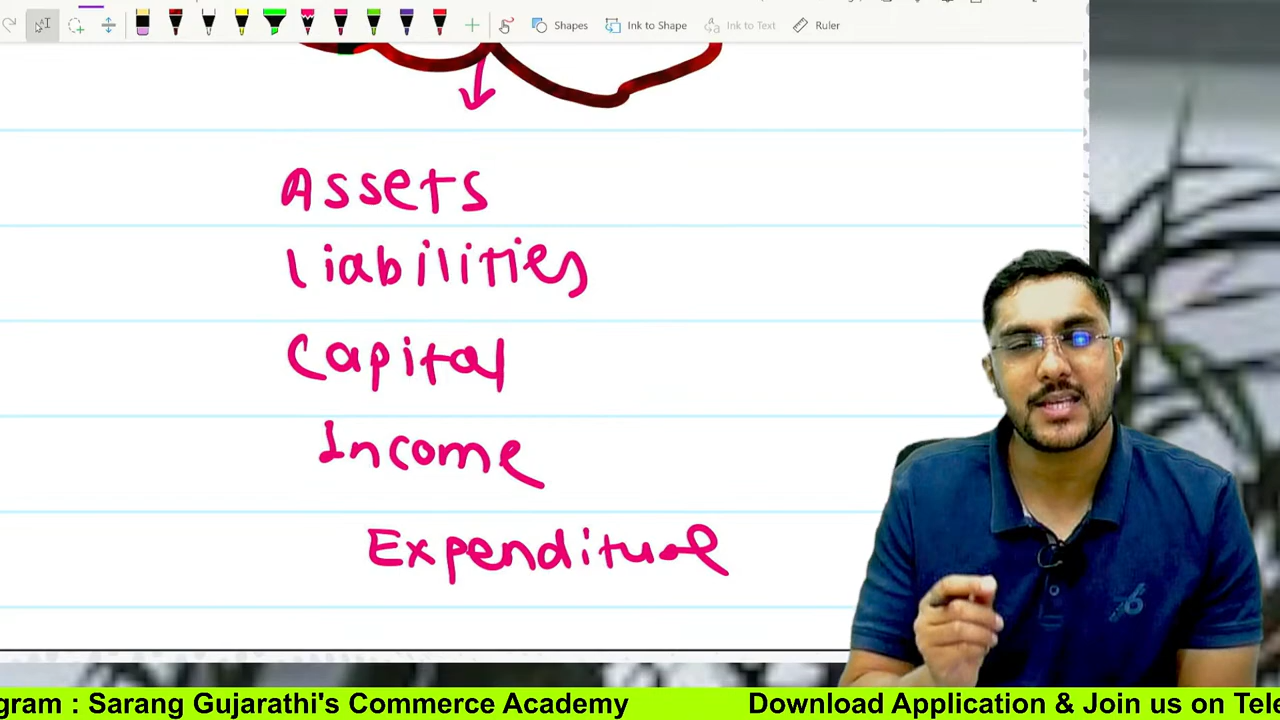 Shapes Ink to Shape Ink to Text Ruler
Assets
Liabilities
Capital
Income
Expenditure
gram : Sarang Gujarathi's Commerce Academy Download Application & Join us on Tele